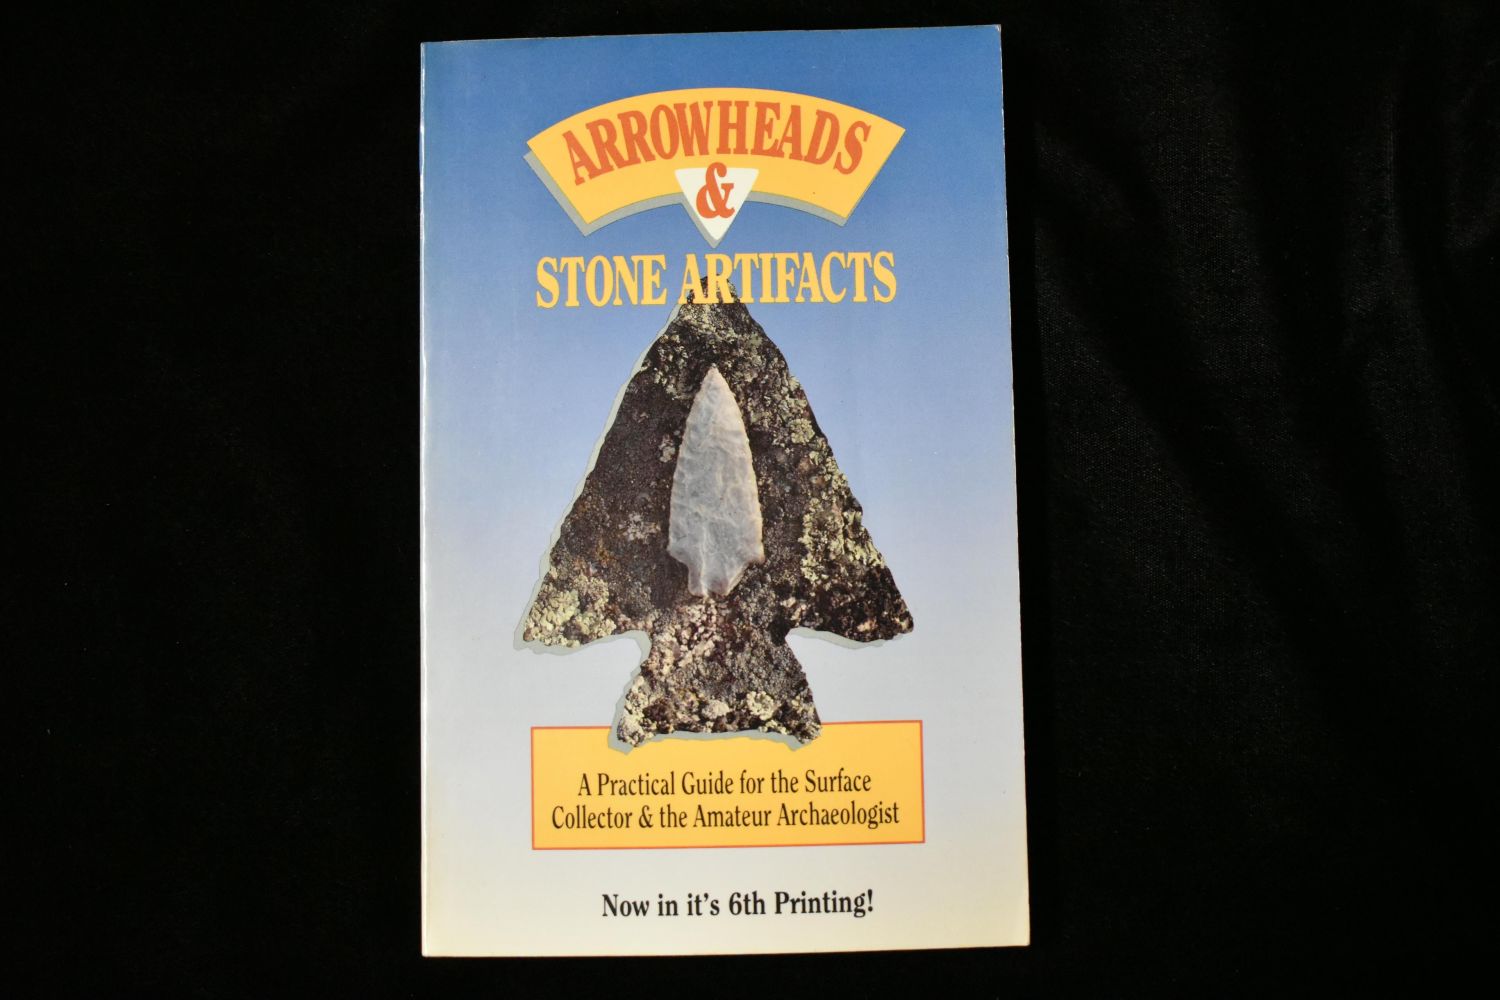 ARROWHEADS
&
STONE ARTIFACTS
A Practical Guide for the Surface
Collector & the Amateur Archaeologist
Now in it's 6th Printing!